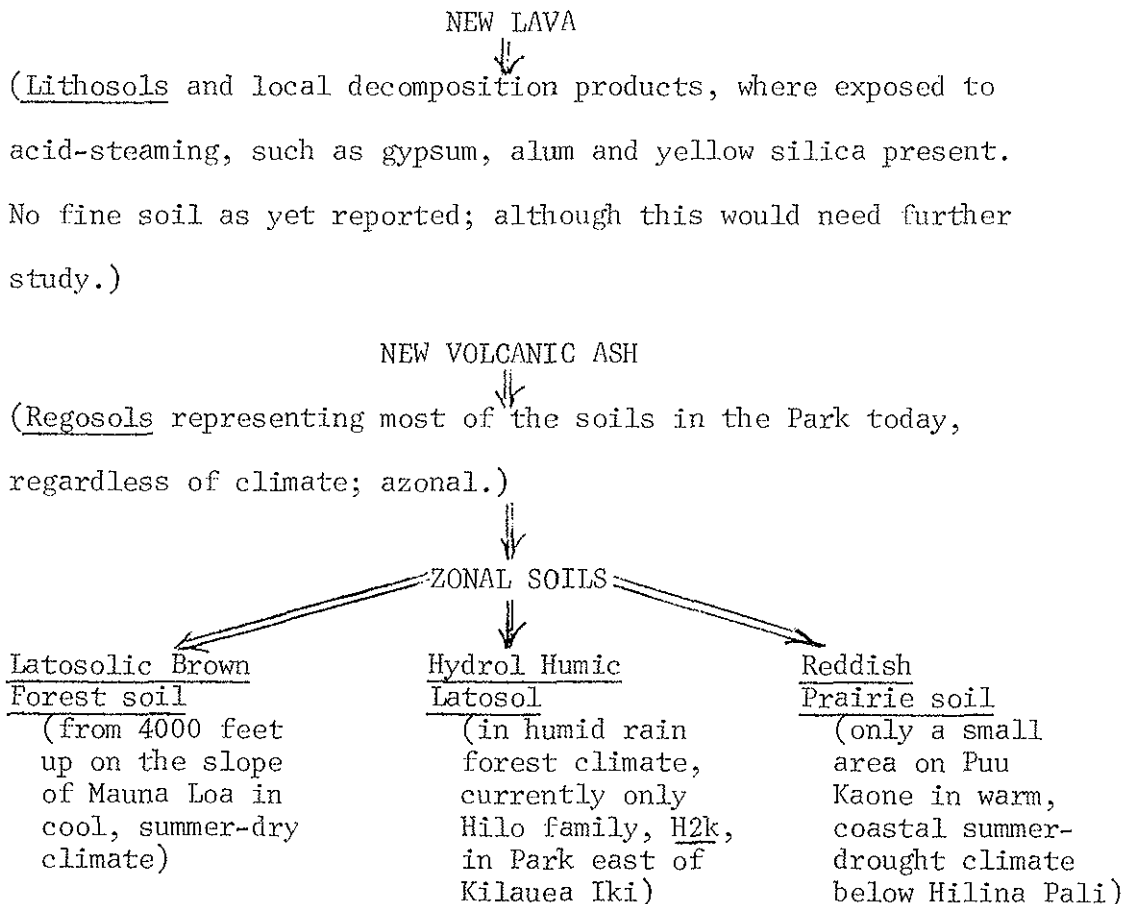 NEW LAVA
(Lithosols and local decomposition products, where exposed to
acid-steaming, such as gypsum, alum and yellow silica present.
No fine soil as yet reported; although this would need further
study.)
NEW VOLCANIC ASH
(Regosols representing most of the soils in the Park today,
regardless of climate; azonal.)
ZONAL SOILS
Latosolic Brown
Forest soil
(from 4000 feet
up on the slope
of Mauna Loa in
cool, summer-dry
climate)
Hydrol Humic
Latosol
(in humid rain
forest climate,
currently only
Hilo family, H2k,
in Park east of
Kilauea Iki)
Reddish
Prairie soil
(only a small
area on Puu
Kaone in warm,
coastal summer-
drought climate
below Hilina Pali)